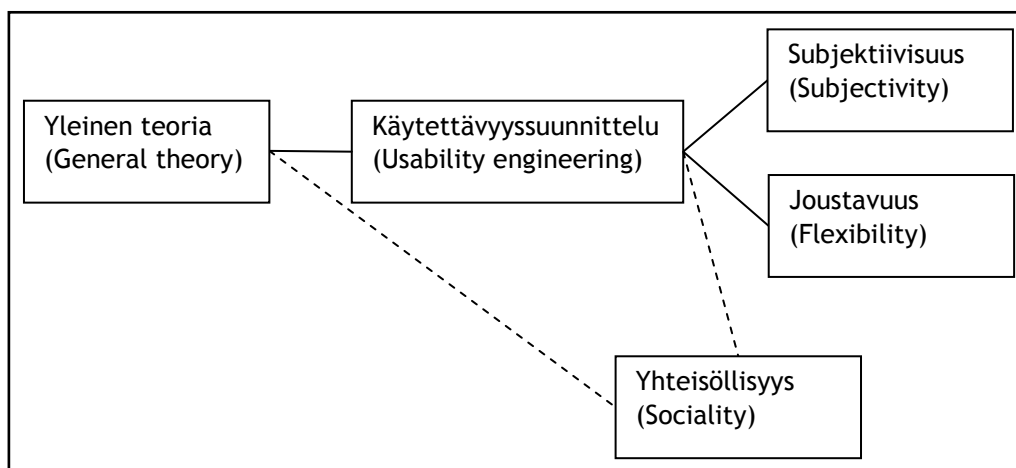 Subjektiivisuus
(Subjectivity)
Yleinen teoria
(General theory)
Käytettävyyssuunnittelu
(Usability engineering)
Joustavuus
(Flexibility)
Yhteisöllisyys
(Sociality)